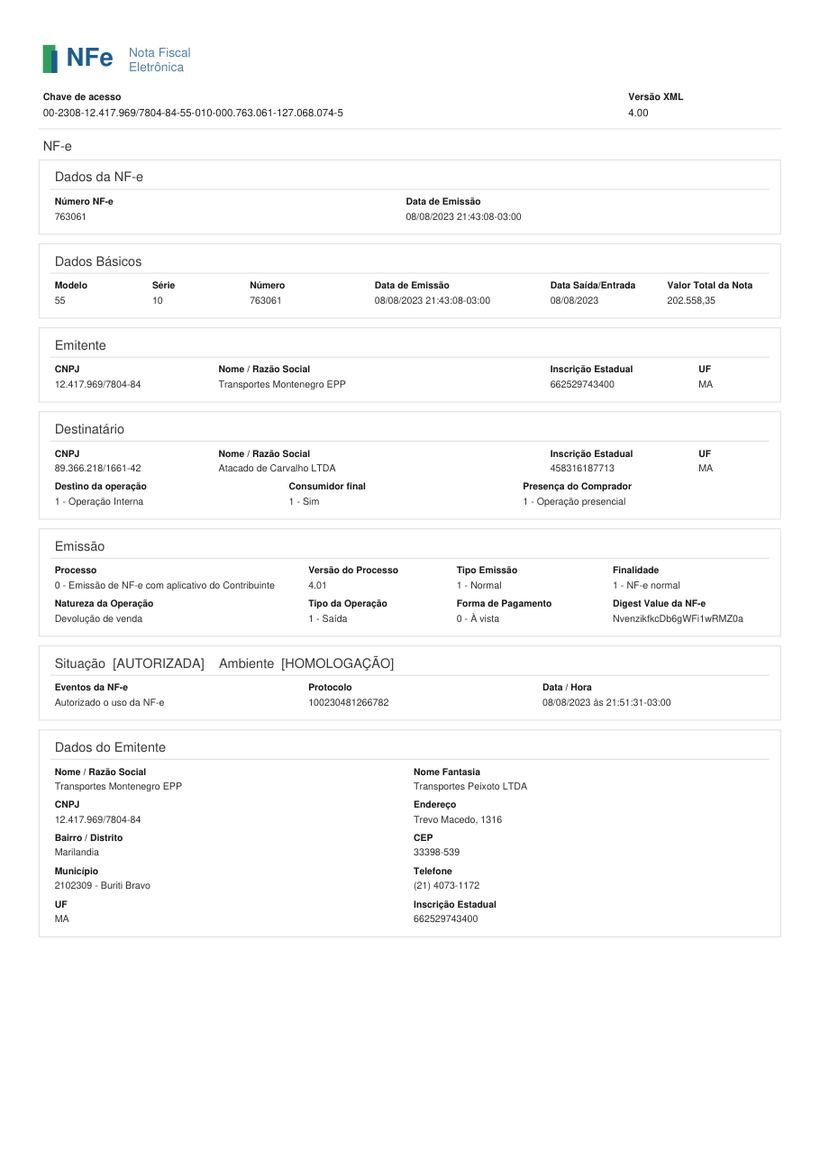 NFe Nota Fiscal
Eletrônica
Chave de acesso Versão XML
00-2308-12.417.969/7804-84-55-010-000.763.061-127.068.074-5 4.00
NF-e
Dados da NF-e
Número NF-e Data de Emissão
763061 08/08/2023 21:43:08-03:00
Dados Básicos
Modelo Série Número Data de Emissão Data Saída/Entrada Valor Total da Nota
55 10 763061 08/08/2023 21:43:08-03:00 08/08/2023 202.558,35
Emitente
CNPJ Nome / Razão Social Inscrição Estadual UF
12.417.969/7804-84 Transportes Montenegro EPP 662529743400 MA
Destinatário
CNPJ Nome / Razão Social Inscrição Estadual UF
89.366.218/1661-42 Atacado de Carvalho LTDA 458316187713 MA
Destino da operação Consumidor final Presença do Comprador
1 - Operação Interna 1 - Sim 1 - Operação presencial
Emissão
Processo Versão do Processo Tipo Emissão Finalidade
0 - Emissão de NF-e com aplicativo do Contribuinte 4.01 1 - Normal 1 - NF-e normal
Natureza da Operação Tipo da Operação Forma de Pagamento Digest Value da NF-e
Devolução de venda 1 - Saída 0 - À vista NvenzikfkcDb6gWFi1wRMZ0a
Situação [AUTORIZADA] Ambiente [HOMOLOGAÇÃO]
Eventos da NF-e Protocolo Data / Hora
Autorizado o uso da NF-e 100230481266782 08/08/2023 às 21:51:31-03:00
Dados do Emitente
Nome / Razão Social Nome Fantasia
Transportes Montenegro EPP Transportes Peixoto LTDA
CNPJ Endereço
12.417.969/7804-84 Trevo Macedo, 1316
Bairro / Distrito CEP
Marilandia 33398-539
Município Telefone
2102309 - Buriti Bravo (21) 4073-1172
UF Inscrição Estadual
MA 662529743400